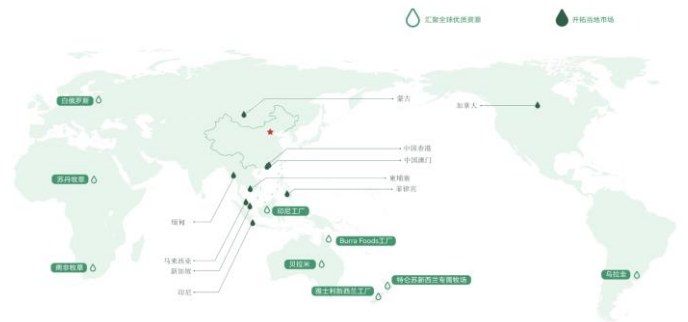 汇聚全球优质资源
开拓当地市场
白俄罗斯
蒙古
加拿大
中国香港
中国澳门
苏丹牧草
柬埔寨
菲律宾
印尼工厂
缅甸
Burra Foods工厂
马来西亚
贝拉米
新加坡
南非牧草
乌拉圭
特仑苏新西兰专属牧场
雅士利新西兰工厂
印尼